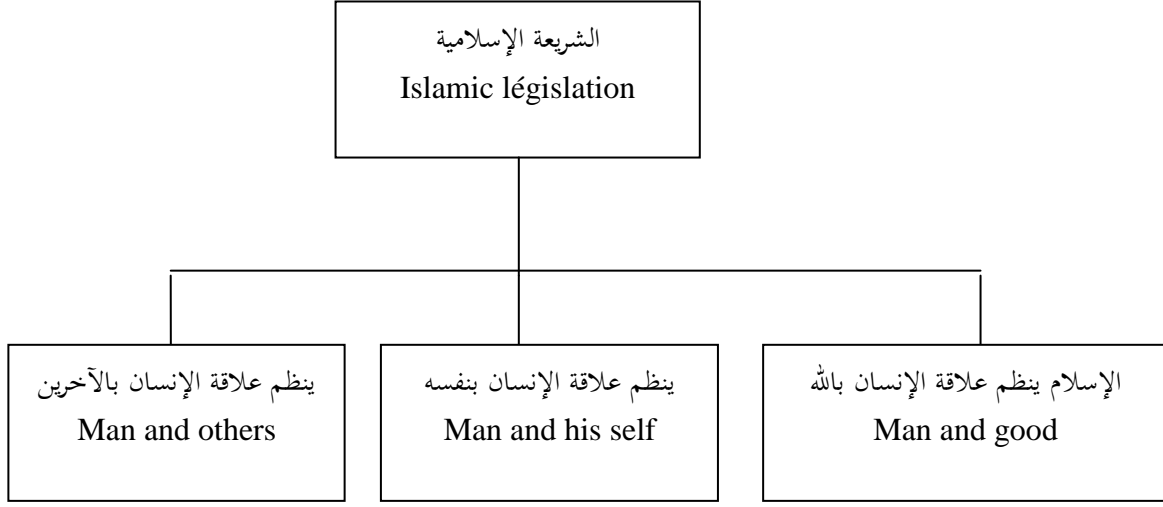 الشريعة الإسلامية
Islamic législation
الإسلام ينظم علاقة الإنسان بالله
Man and good
ينظم علاقة الإنسان بنفسه
Man and his self
ينظم علاقة الإنسان بالآخرين
Man and others